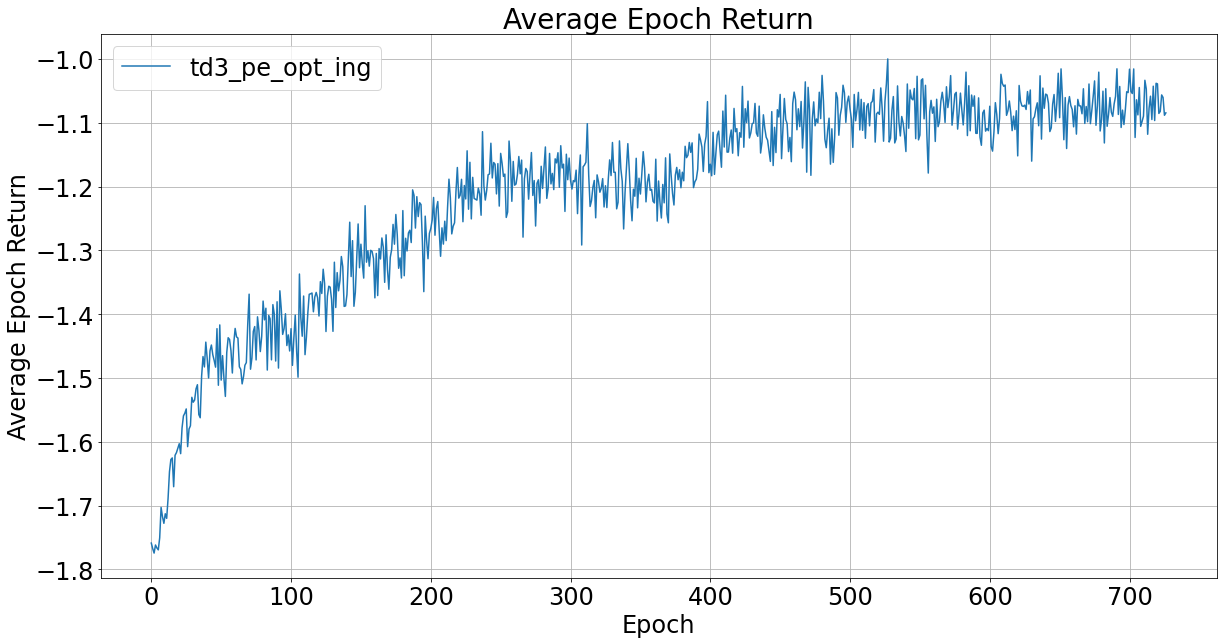 Average Epoch Return
td3_pe_opt_ing
Average Epoch Return
−1.0
−1.1
−1.2
−1.3
−1.4
−1.5
−1.6
−1.7
−1.8
0 100 200 300 400 500 600 700
Epoch